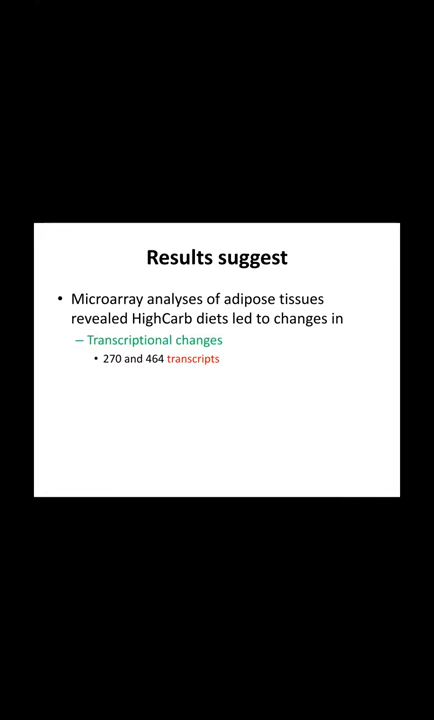 Results suggest
• Microarray analyses of adipose tissues
revealed HighCarb diets led to changes in
– Transcriptional changes
• 270 and 464 transcripts